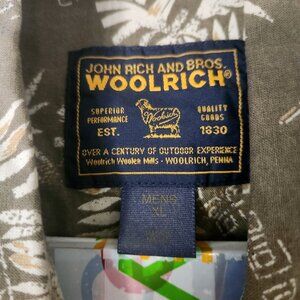 JOHN RICH AND BROS.
WOOLRICH®
SUPERIOR PERFORMANCE
Woolrich
QUALITY GOODS
EST.
1830
OVER A CENTURY OF OUTDOOR EXPERIENCE
Woolrich Woolen Mills · WOOLRICH, PENNA
MENS
XL